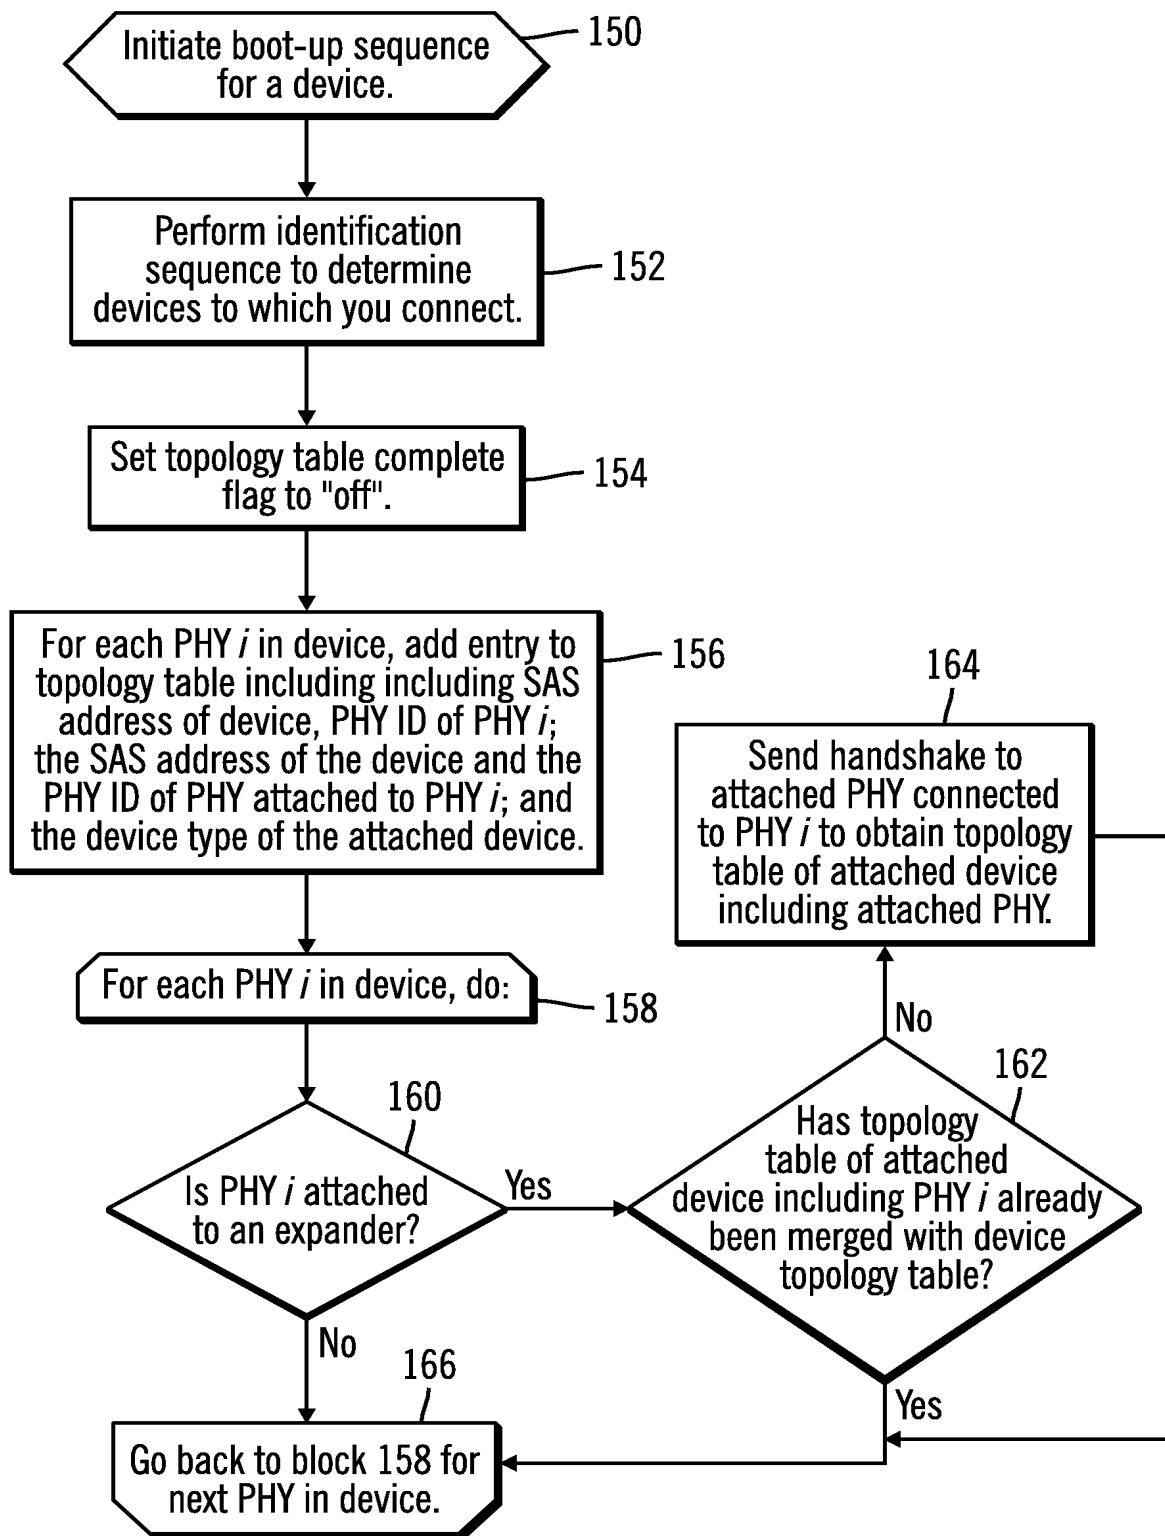 Initiate boot-up sequence
for a device.
150
Perform identification
sequence to determine
devices to which you connect.
152
Set topology table complete
flag to "off".
154
For each PHY i in device, add entry to
topology table including including SAS
address of device, PHY ID of PHY i;
the SAS address of the device and the
PHY ID of PHY attached to PHY i; and
the device type of the attached device.
156
For each PHY i in device, do:
158
160
Is PHY i attached
to an expander?
Yes
No
162
Has topology
table of attached
device including PHY i already
been merged with device
topology table?
No
Yes
164
Send handshake to
attached PHY connected
to PHY i to obtain topology
table of attached device
including attached PHY.
166
Go back to block 158 for
next PHY in device.